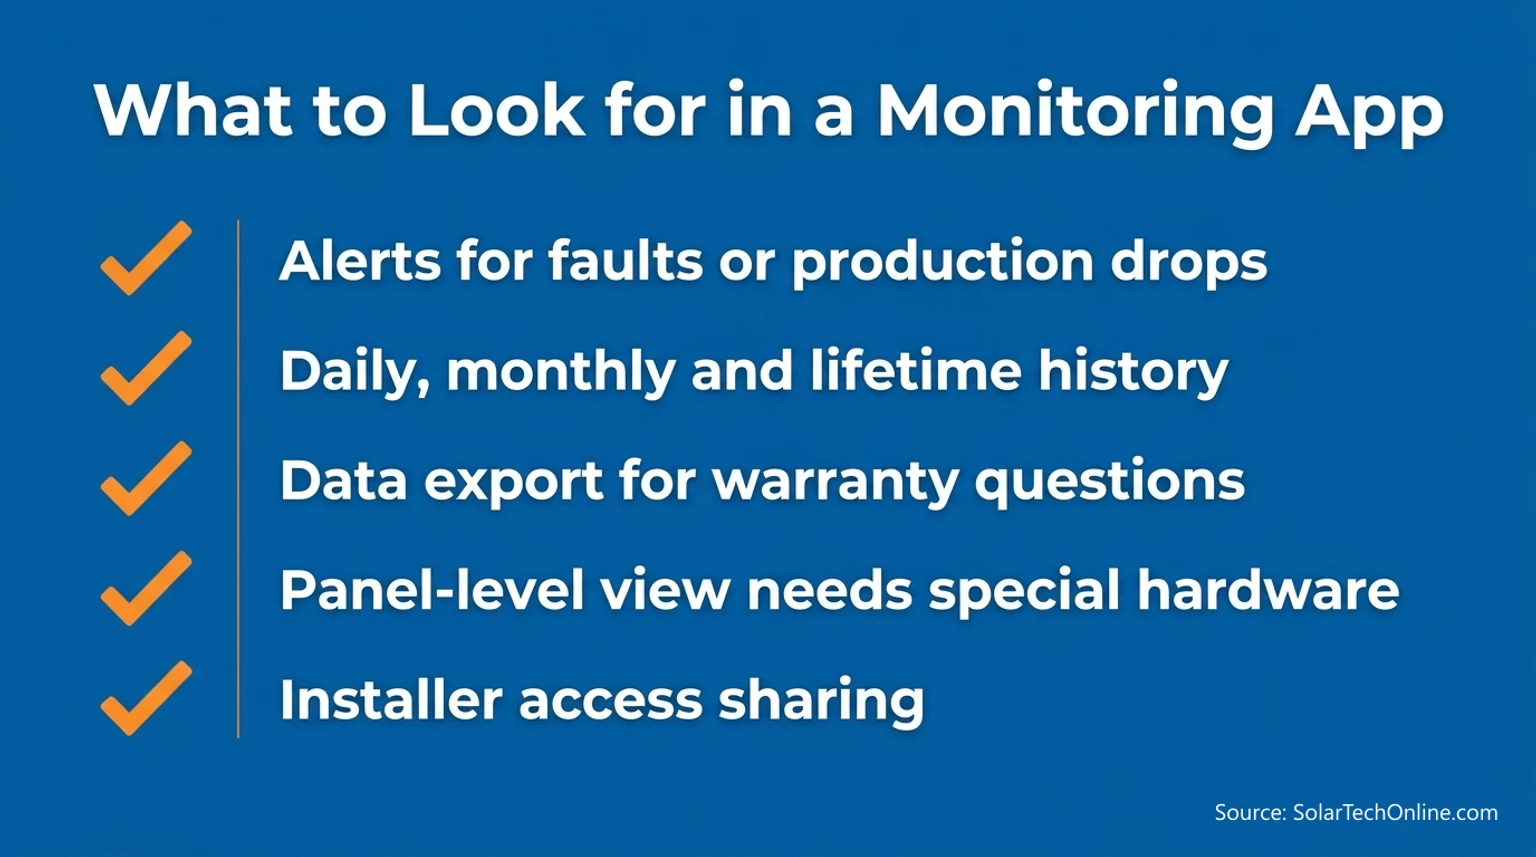 What to Look for in a Monitoring App
Alerts for faults or production drops
Daily, monthly and lifetime history
Data export for warranty questions
Panel-level view needs special hardware
Installer access sharing
Source: SolarTechOnline.com